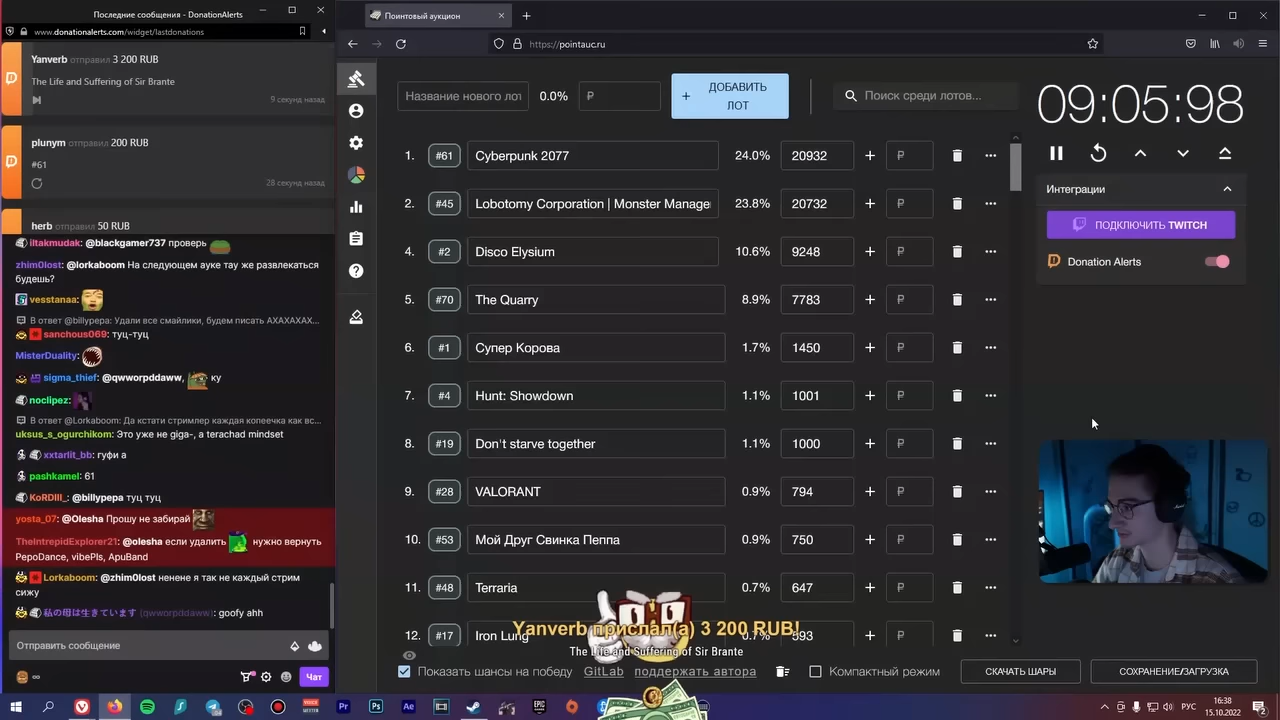 Последние сообщения - DonationAlerts
www.donationalerts.com/widget/lastdonations
Yanverb отправил 3 200 RUB
The Life and Suffering of Sir Brante
9 секунд назад
plunym отправил 200 RUB
#61
28 секунд назад
herb отправил 50 RUB
iltakmudak: @blackgamer737 проверь
zhim0lost: @lorkaboom На следующем ауке тау же развлекаться
будешь?
vesstanaa:
В ответ @billypepa: Удали все смайлики, будем писать АХАХАХАХ...
sanchous069: туц-туц
MisterDuality:
sigma_thief: @qwworpddaww, ку
noclipez:
В ответ @Lorkaboom: Да кстати стримлер каждая копеечка как вс...
uksus_s_ogurchikom: Это уже не giga-, а terachad mindset
xxtarlit_bb: гуфи а
pashkamel: 61
KoRDIII_: @billypepa туц туц
yosta_07: @Olesha Прошу не забирай
TheIntrepidExplorer21: @olesha если удалить нужно вернуть
PepoDance, vibePls, ApuBand
Lorkaboom: @zhim0lost ненене я так не каждый стрим
сижу
私の母は生きています (qwworpddaww): goofy ahh
Отправить сообщение
∞
Чат
Поинтовый аукцион
https://pointauc.ru
Название нового лот
0.0%
₽
+ ДОБАВИТЬ
ЛОТ
Поиск среди лотов...
09:05:98
1. #61 Cyberpunk 2077 24.0% 20932 + ₽
2. #45 Lobotomy Corporation | Monster Manage 23.8% 20732 + ₽
4. #2 Disco Elysium 10.6% 9248 + ₽
5. #70 The Quarry 8.9% 7783 + ₽
6. #1 Супер Корова 1.7% 1450 + ₽
7. #4 Hunt: Showdown 1.1% 1001 + ₽
8. #19 Don't starve together 1.1% 1000 + ₽
9. #28 VALORANT 0.9% 794 + ₽
10. #53 Мой Друг Свинка Пеппа 0.9% 750 + ₽
11. #48 Terraria 0.7% 647 + ₽
12. #17 Iron Lung 0.7% 593 + ₽
Интеграции
ПОДКЛЮЧИТЬ TWITCH
Donation Alerts
Yanverb прислал(а) 3 200 RUB!
The Life and Suffering of Sir Brante
Показать шансы на победу
GitLab
поддержать автора
Компактный режим
СКАЧАТЬ ШАРЫ
СОХРАНЕНИЕ/ЗАГРУЗКА
Pr
Ps
Ae
EPIC
РУС
16:38
15.10.2022